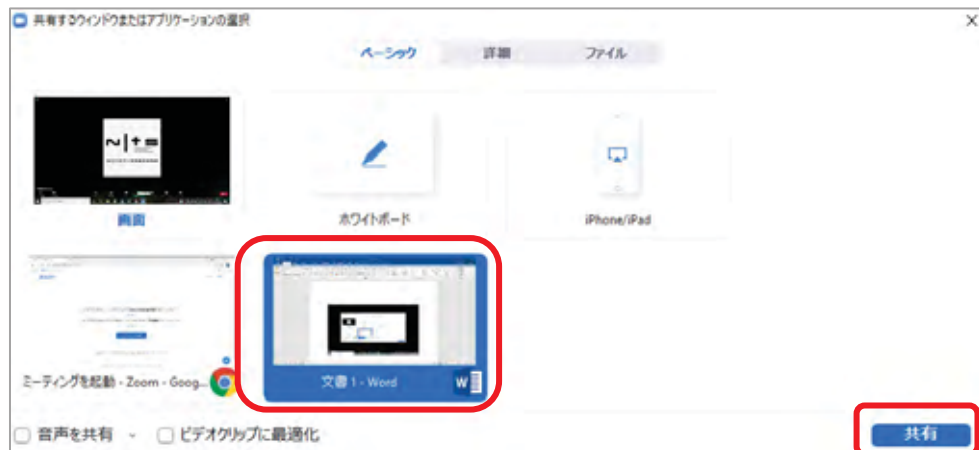 共有するウィンドウまたはアプリケーションの選択
ベーシック 詳細 ファイル
画面 ホワイトボード iPhone/iPad
ミーティングを起動 - Zoom - Goog... 文書 1 - Word
音声を共有 ビデオクリップに最適化 共有